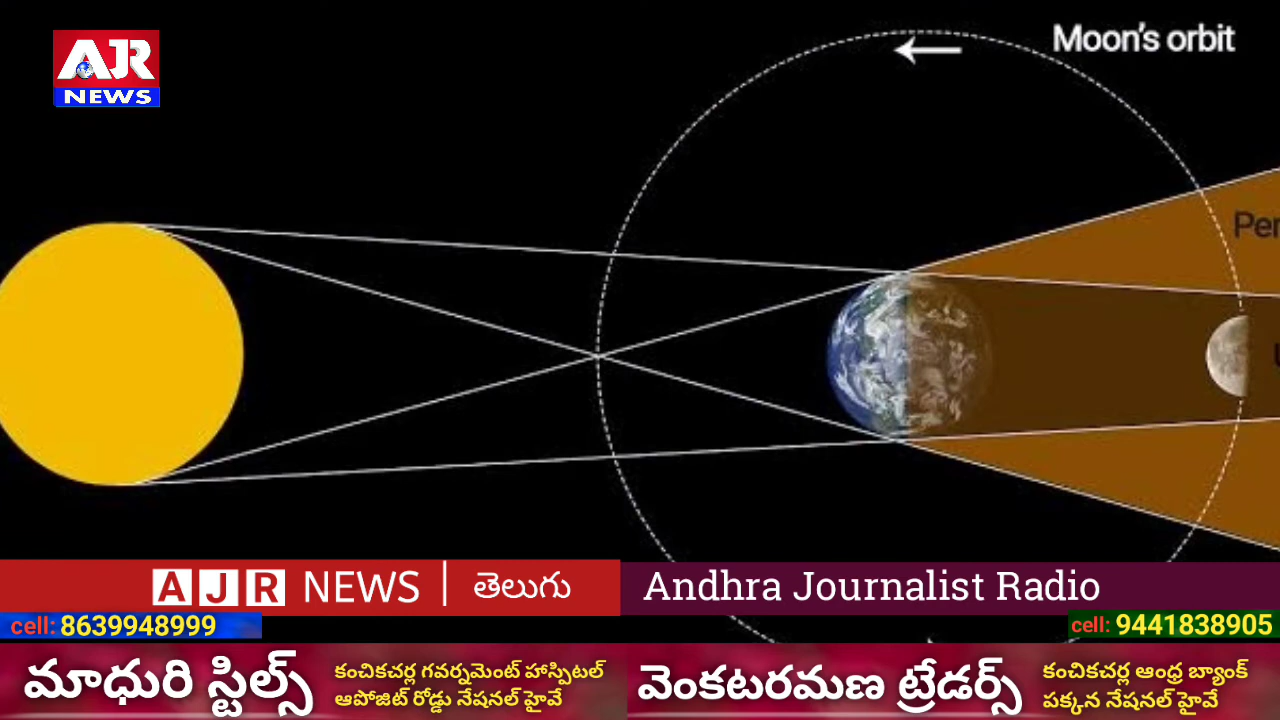 AJR
NEWS
Moon's orbit
Pen
AJR NEWS | తెలుగు
Andhra Journalist Radio
cell: 8639948999
cell: 9441838905
మాధురి స్టీల్స్
కంచికచర్ల గవర్నమెంట్ హాస్పిటల్
ఆపోజిట్ రోడ్డు నేషనల్ హైవే
వెంకటరమణ ట్రేడర్స్
కంచికచర్ల ఆంధ్ర బ్యాంక్
పక్కన నేషనల్ హైవే